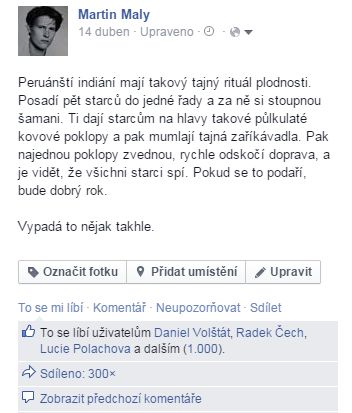 Martin Maly
14 duben · Upraveno ·
Peruánští indiání mají takový tajný rituál plodnosti.
Posadí pět starců do jedné řady a za ně si stoupnou
šamani. Ti dají starcům na hlavy takové půlkulaté
kovové poklopy a pak mumlají tajná zaříkávadla. Pak
najednou poklopy zvednou, rychle odskočí doprava, a
je vidět, že všichni starci spí. Pokud se to podaří,
bude dobrý rok.
Vypadá to nějak takhle.
Označit fotku Přidat umístění Upravit
To se mi líbí · Komentář · Neupozorňovat · Sdílet
To se líbí uživatelům Daniel Volštát, Radek Čech,
Lucie Polachova a dalším (1.000).
Sdíleno: 300×
Zobrazit předchozí komentáře